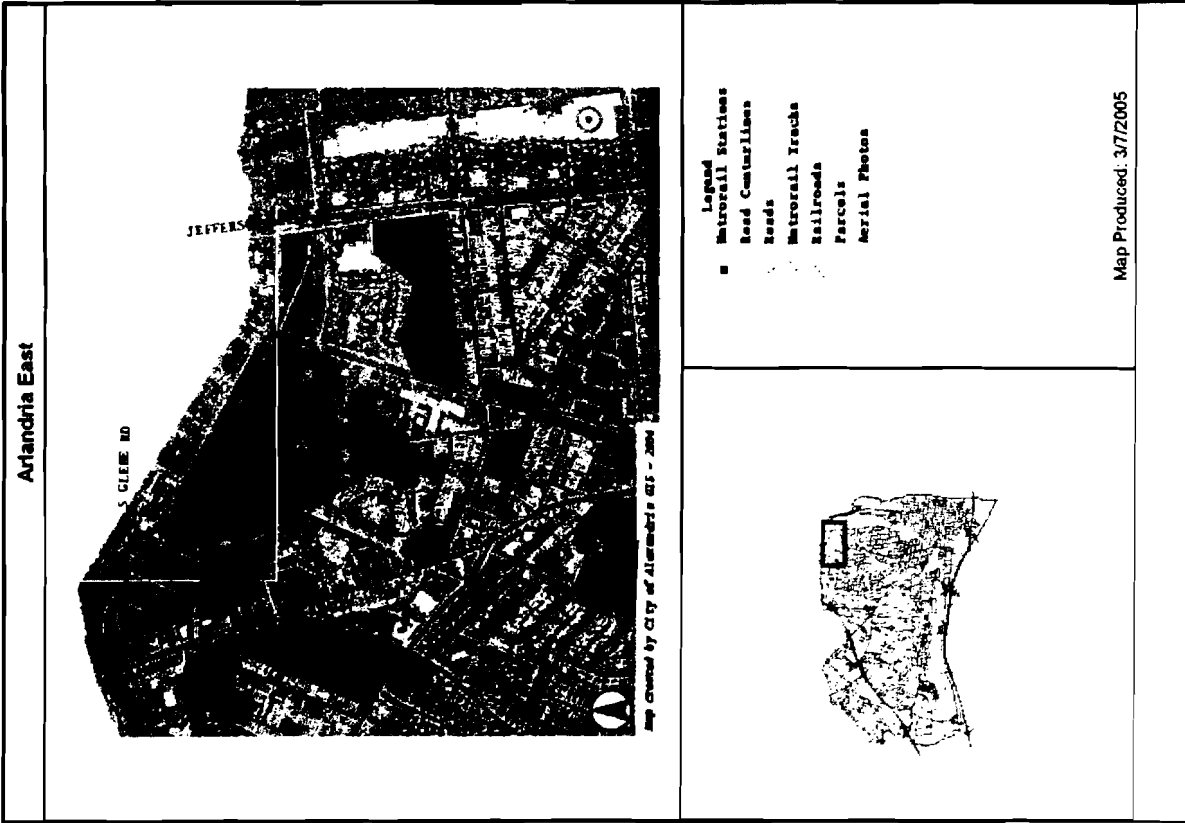 Arlandria East
S GLEBE RD
JEFFERS
Map created by City of Alexandria GIS - 2004
Legend
Metrorail Stations
Road Centerlines
Roads
Metrorail Tracks
Railroads
Parcels
Aerial Photos
Map Produced: 3/7/2005